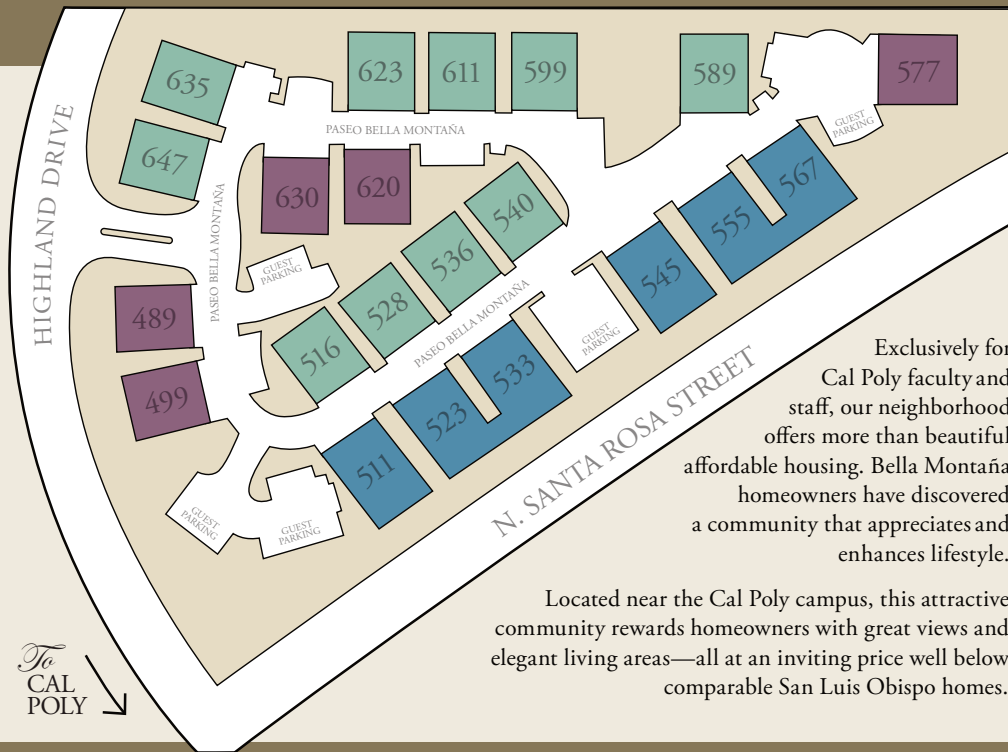 635
623
611
599
589
577
647
HIGHLAND DRIVE
PASEO BELLA MONTAÑA
GUEST
PARKING
630
620
567
PASEO BELLA MONTAÑA
540
555
536
GUEST
PARKING
545
489
528
PASEO BELLA MONTAÑA
516
GUEST
PARKING
533
499
523
511
N. SANTA ROSA STREET
GUEST
PARKING
GUEST
PARKING
Exclusively for
Cal Poly faculty and
staff, our neighborhood
offers more than beautiful
affordable housing. Bella Montaña
homeowners have discovered
a community that appreciates and
enhances lifestyle.
Located near the Cal Poly campus, this attractive
community rewards homeowners with great views and
elegant living areas—all at an inviting price well below
comparable San Luis Obispo homes.
To
CAL
POLY